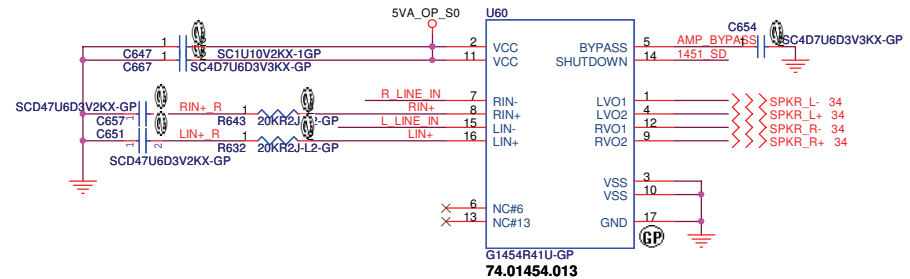 5VA_OP_S0
U60
C654
1
2
SC4D7U6D3V3KX-GP
AMP_BYPASS
C647
1
SC1U10V2KX-1GP
C667
1
SC4D7U6D3V3KX-GP
2 VCC
11 VCC
BYPASS 5
SHUTDOWN 14
1451_SD
SCD47U6D3V2KX-GP
C657
1
RIN+_R
R643
1
20KR2J-L2-GP
R_LINE_IN
7 RIN-
RIN+
8 RIN+
L_LINE_IN
15 LIN-
LIN+
16 LIN+
C651
1
2
LIN+_R
R632
1
20KR2J-L2-GP
SCD47U6D3V2KX-GP
LVO1 1
SPKR_L- 34
LVO2 4
SPKR_L+ 34
RVO1 12
SPKR_R- 34
RVO2 9
SPKR_R+ 34
VSS 3
VSS 10
6 NC#6
13 NC#13
GND 17
GP
G1454R41U-GP
74.01454.013